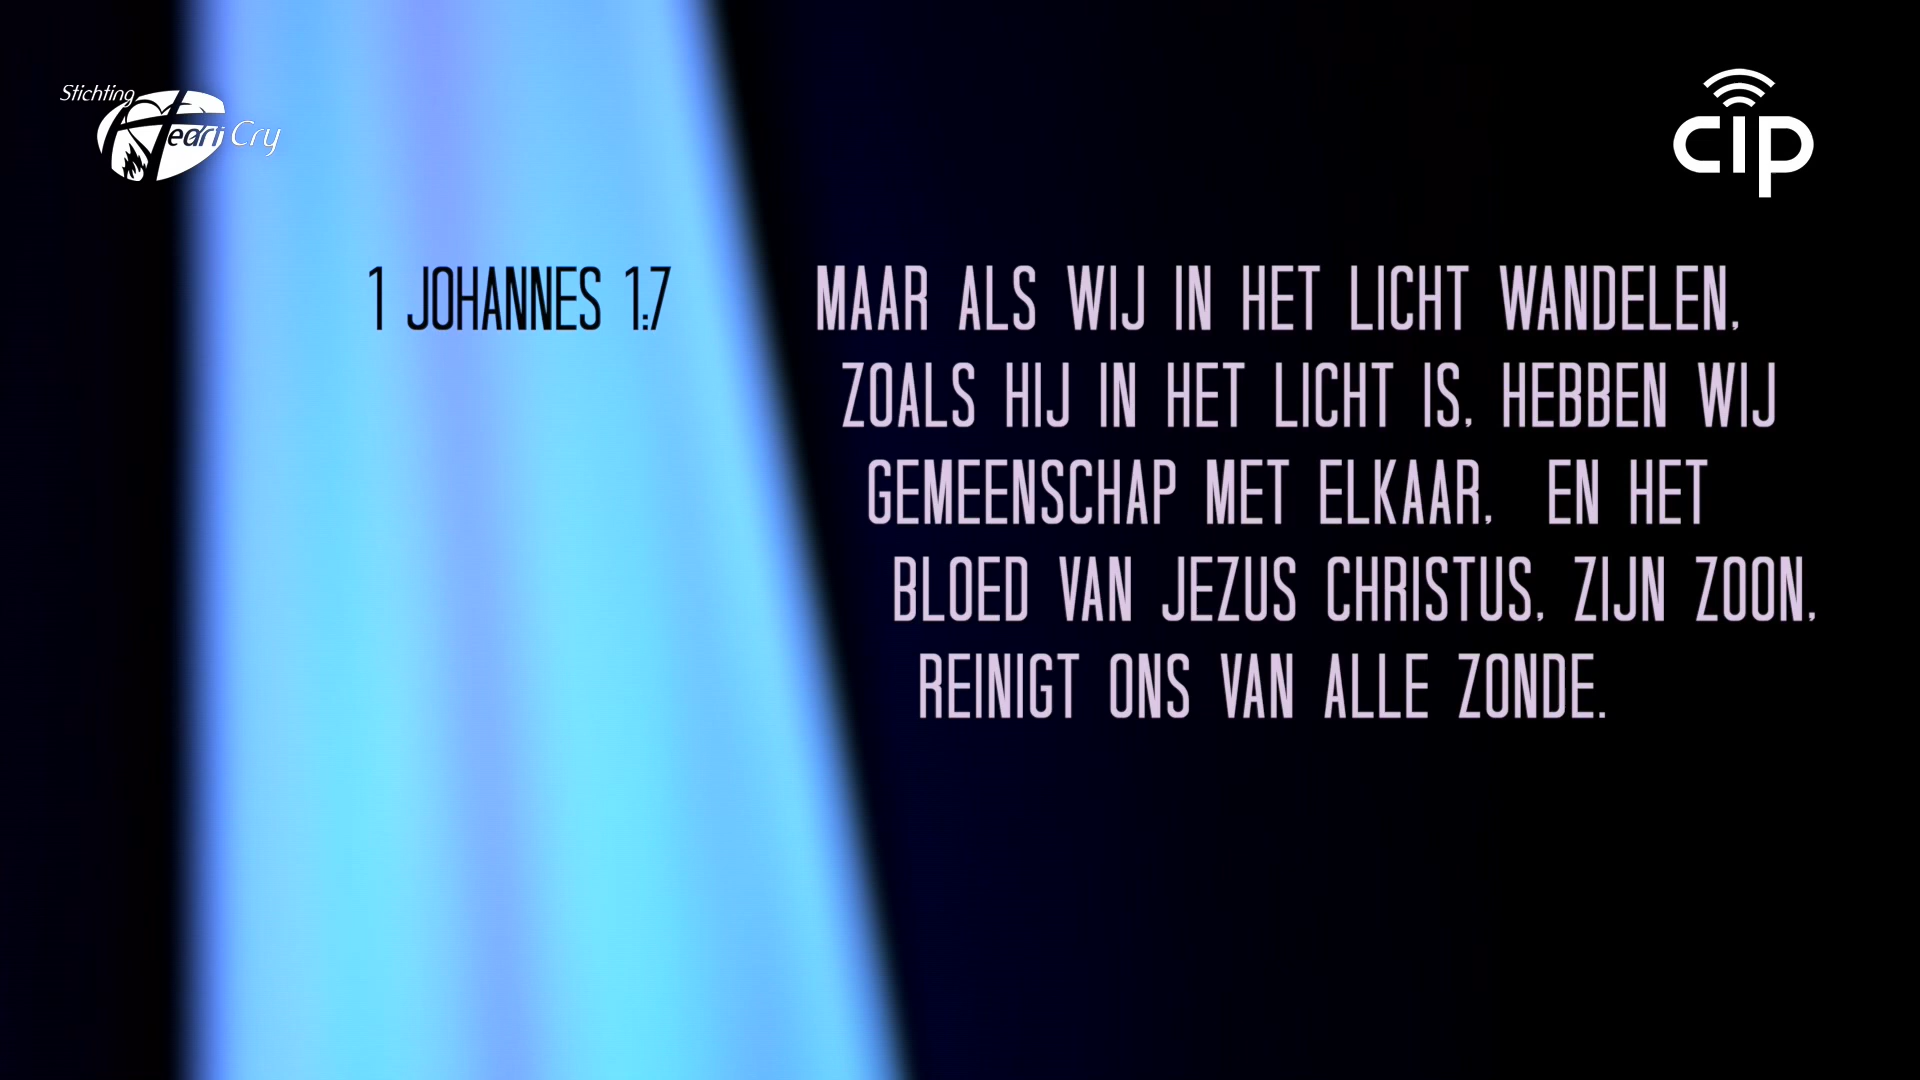 Stichting
Heart Cry
CIP
1 JOHANNES 1:7
MAAR ALS WIJ IN HET LICHT WANDELEN,
ZOALS HIJ IN HET LICHT IS, HEBBEN WIJ
GEMEENSCHAP MET ELKAAR, EN HET
BLOED VAN JEZUS CHRISTUS, ZIJN ZOON,
REINIGT ONS VAN ALLE ZONDE.